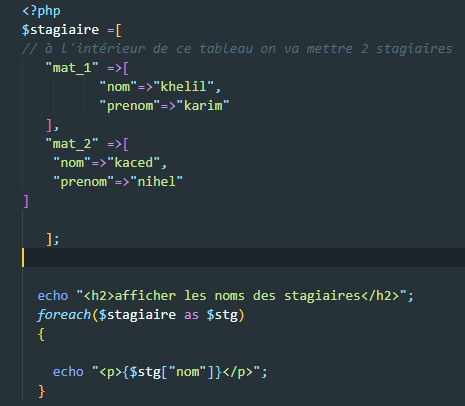 <?php
$stagiaire =[
// à l'intérieur de ce tableau on va mettre 2 stagiaires
"mat_1" =>[
"nom"=>"khelil",
"prenom"=>"karim"
],
"mat_2" =>[
"nom"=>"kaced",
"prenom"=>"nihel"
]
];
echo "<h2>afficher les noms des stagiaires</h2>";
foreach($stagiaire as $stg)
{
echo "<p>{$stg["nom"]}</p>";
}